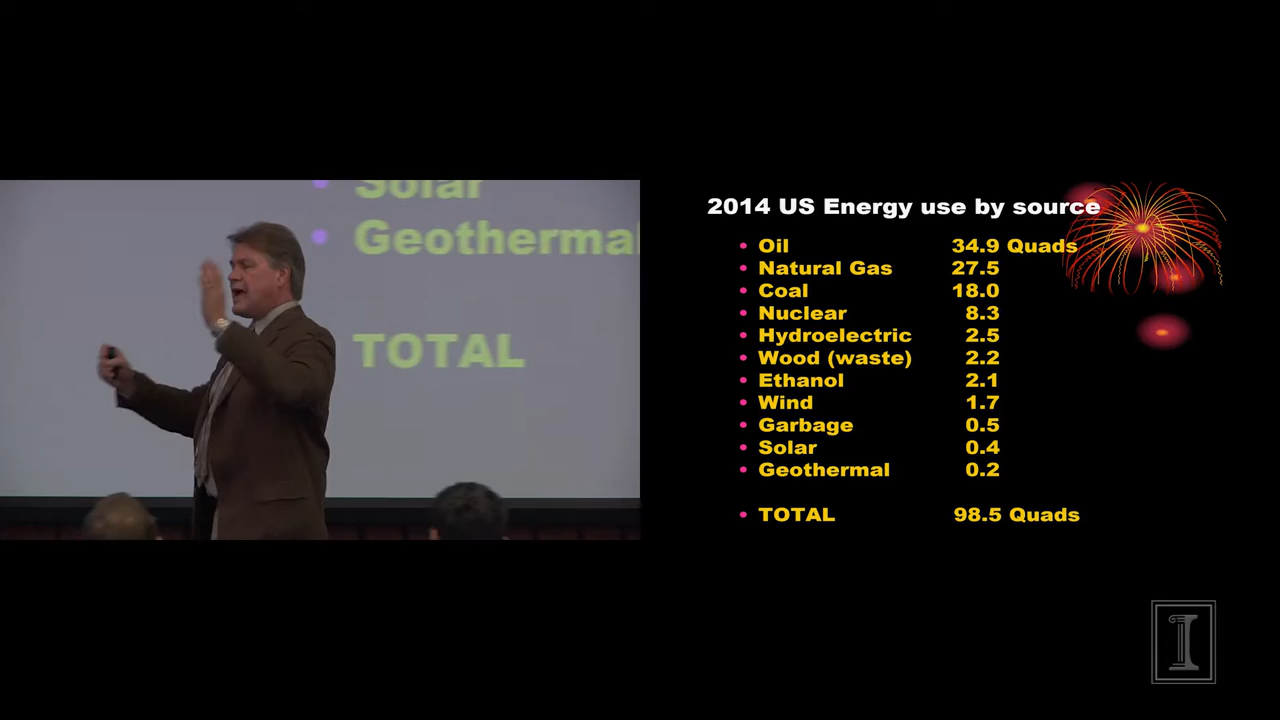 Solar
Geothermal
TOTAL
2014 US Energy use by source
• Oil 34.9 Quads
• Natural Gas 27.5
• Coal 18.0
• Nuclear 8.3
• Hydroelectric 2.5
• Wood (waste) 2.2
• Ethanol 2.1
• Wind 1.7
• Garbage 0.5
• Solar 0.4
• Geothermal 0.2
• TOTAL 98.5 Quads
I